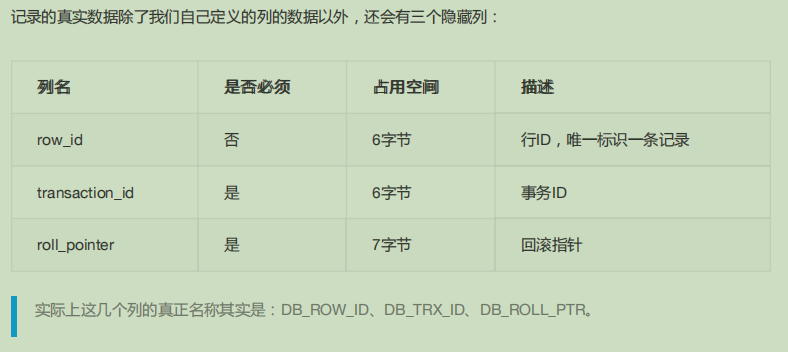 记录的真实数据除了我们自己定义的列的数据以外，还会有三个隐藏列：
列名 是否必须 占用空间 描述
row_id 否 6字节 行ID，唯一标识一条记录
transaction_id 是 6字节 事务ID
roll_pointer 是 7字节 回滚指针
实际上这几个列的真正名称其实是：DB_ROW_ID、DB_TRX_ID、DB_ROLL_PTR。